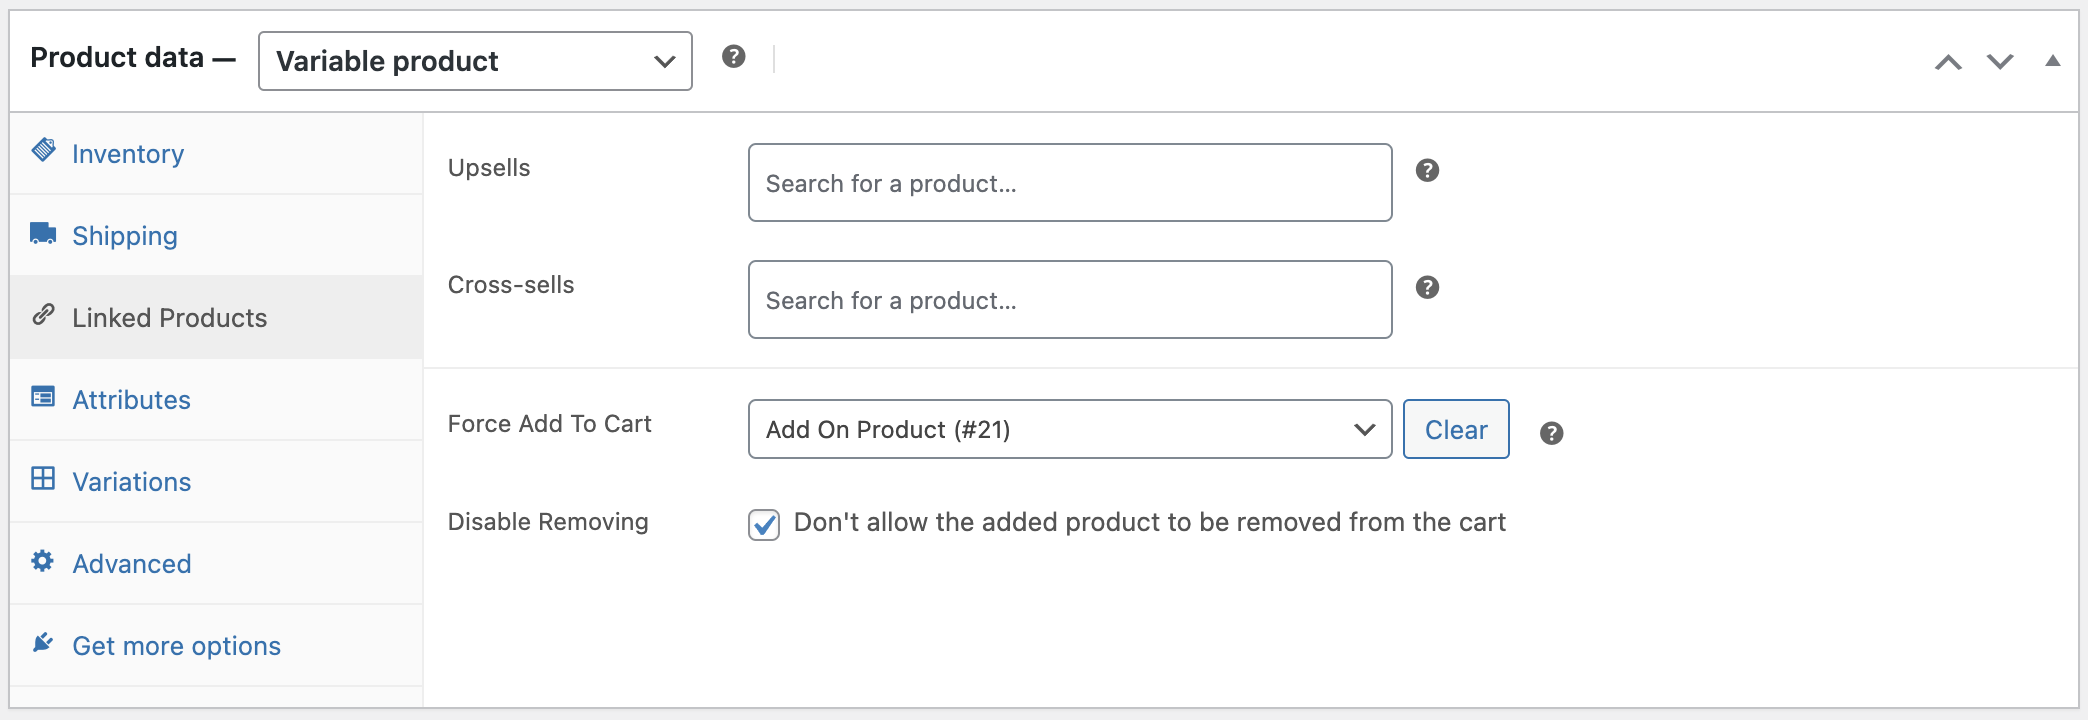 Product data —
Variable product
Inventory
Shipping
Linked Products
Attributes
Variations
Advanced
Get more options
Upsells
Search for a product…
Cross-sells
Search for a product…
Force Add To Cart
Add On Product (#21)
Clear
Disable Removing
Don't allow the added product to be removed from the cart